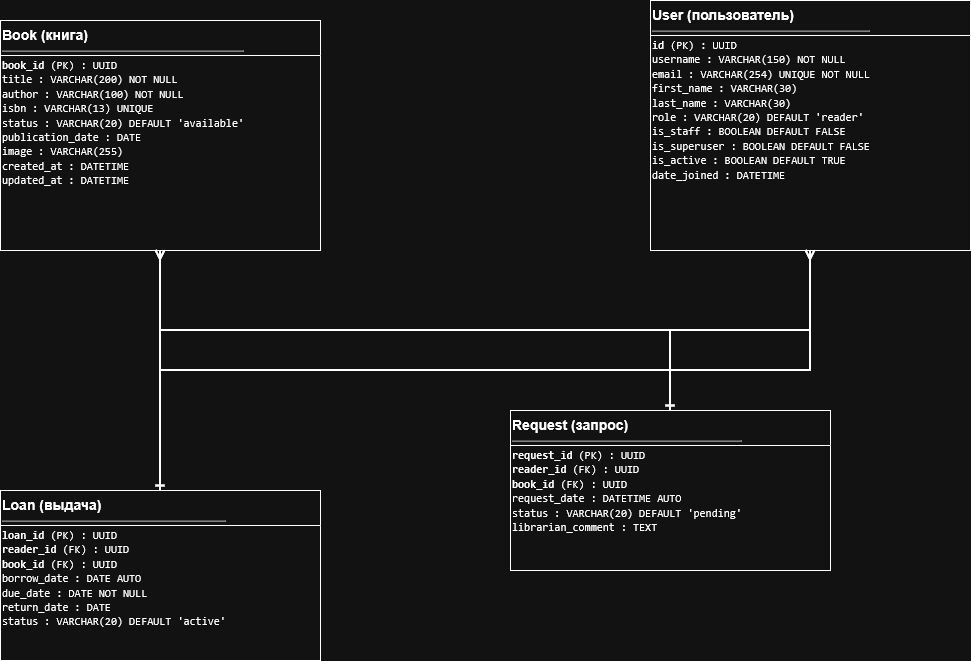 Book (книга)
book_id (PK) : UUID
title : VARCHAR(200) NOT NULL
author : VARCHAR(100) NOT NULL
isbn : VARCHAR(13) UNIQUE
status : VARCHAR(20) DEFAULT 'available'
publication_date : DATE
image : VARCHAR(255)
created_at : DATETIME
updated_at : DATETIME
User (пользователь)
id (PK) : UUID
username : VARCHAR(150) NOT NULL
email : VARCHAR(254) UNIQUE NOT NULL
first_name : VARCHAR(30)
last_name : VARCHAR(30)
role : VARCHAR(20) DEFAULT 'reader'
is_staff : BOOLEAN DEFAULT FALSE
is_superuser : BOOLEAN DEFAULT FALSE
is_active : BOOLEAN DEFAULT TRUE
date_joined : DATETIME
Request (запрос)
request_id (PK) : UUID
reader_id (FK) : UUID
book_id (FK) : UUID
request_date : DATETIME AUTO
status : VARCHAR(20) DEFAULT 'pending'
librarian_comment : TEXT
Loan (выдача)
loan_id (PK) : UUID
reader_id (FK) : UUID
book_id (FK) : UUID
borrow_date : DATE AUTO
due_date : DATE NOT NULL
return_date : DATE
status : VARCHAR(20) DEFAULT 'active'